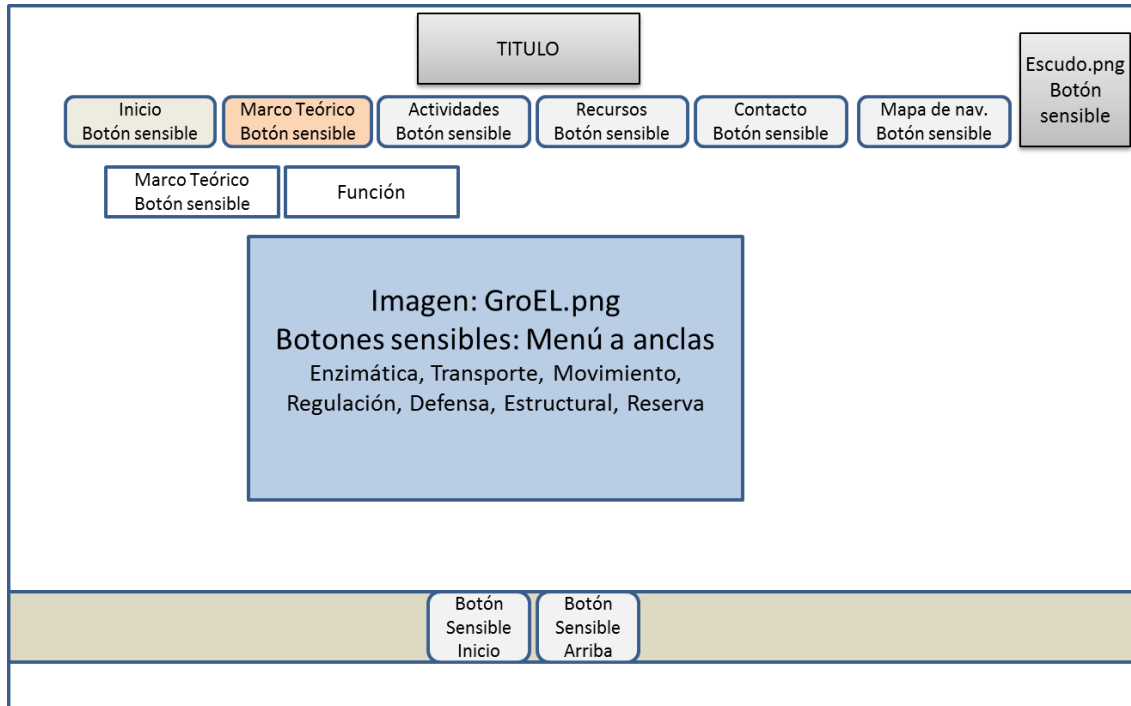 TITULO
Escudo.png
Botón
sensible
Inicio
Botón sensible
Marco Teórico
Botón sensible
Actividades
Botón sensible
Recursos
Botón sensible
Contacto
Botón sensible
Mapa de nav.
Botón sensible
Marco Teórico
Botón sensible
Función
Imagen: GroEL.png
Botones sensibles: Menú a anclas
Enzimática, Transporte, Movimiento,
Regulación, Defensa, Estructural, Reserva
Botón
Sensible
Inicio
Botón
Sensible
Arriba